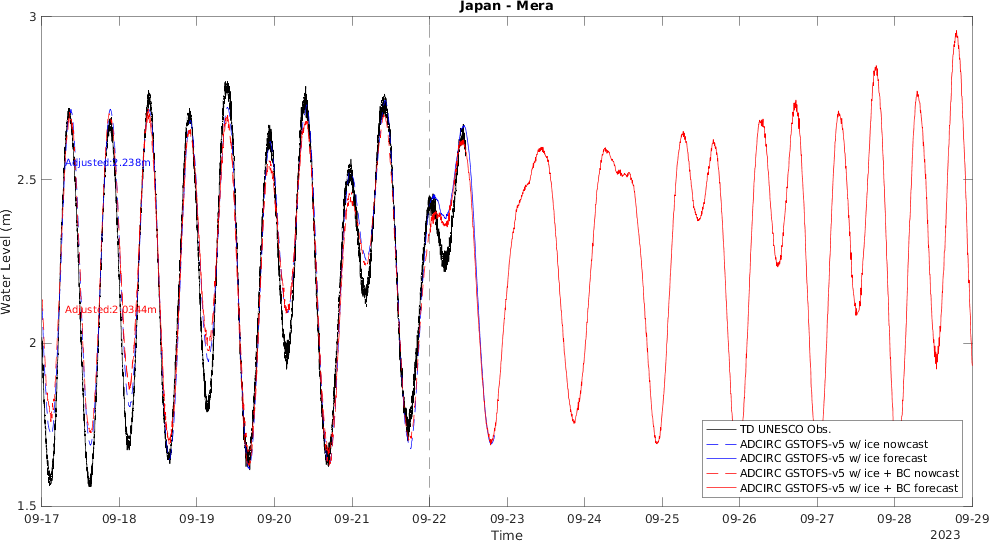 Japan - Mera
3
2.5
2
1.5
Water Level (m)
Adjusted:2.238m
Adjusted:2.0344m
TD UNESCO Obs.
ADCIRC GSTOFS-v5 w/ ice nowcast
ADCIRC GSTOFS-v5 w/ ice forecast
ADCIRC GSTOFS-v5 w/ ice + BC nowcast
ADCIRC GSTOFS-v5 w/ ice + BC forecast
09-17 09-18 09-19 09-20 09-21 09-22 09-23 09-24 09-25 09-26 09-27 09-28 09-29
Time
2023